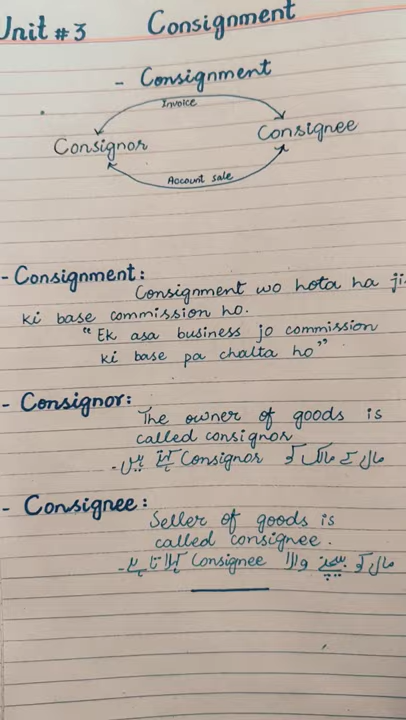 Unit # 3 Consignment
- Consignment
Invoice
Consignor Consignee
Account sale
- Consignment:
Consignment wo hota ha ji
ki base commission ho.
"Ek asa business jo commission
ki base pa chalta ho"
- Consignor:
The owner of goods is
called consignor
مال کے مالک کو Consignor کہتے ہیں۔
- Consignee:
Seller of goods is
called consignee.
مال کو بیچنے والا Consignee کہلاتا ہے۔